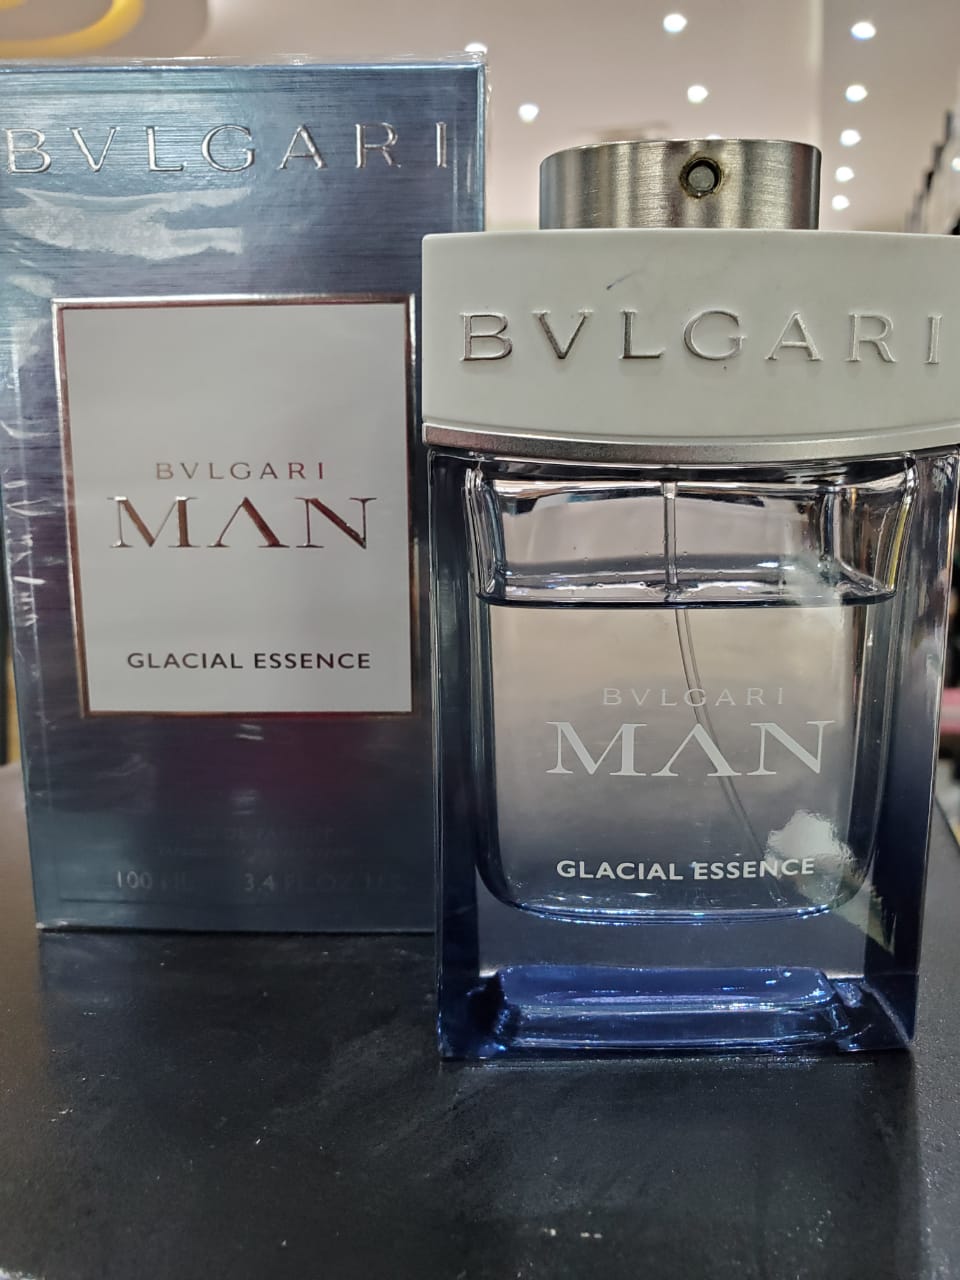 BVLGARI
BVLGARI
MAN
GLACIAL ESSENCE
100 ML 3.4 FL.OZ
BVLGARI
BVLGARI
MAN
GLACIAL ESSENCE